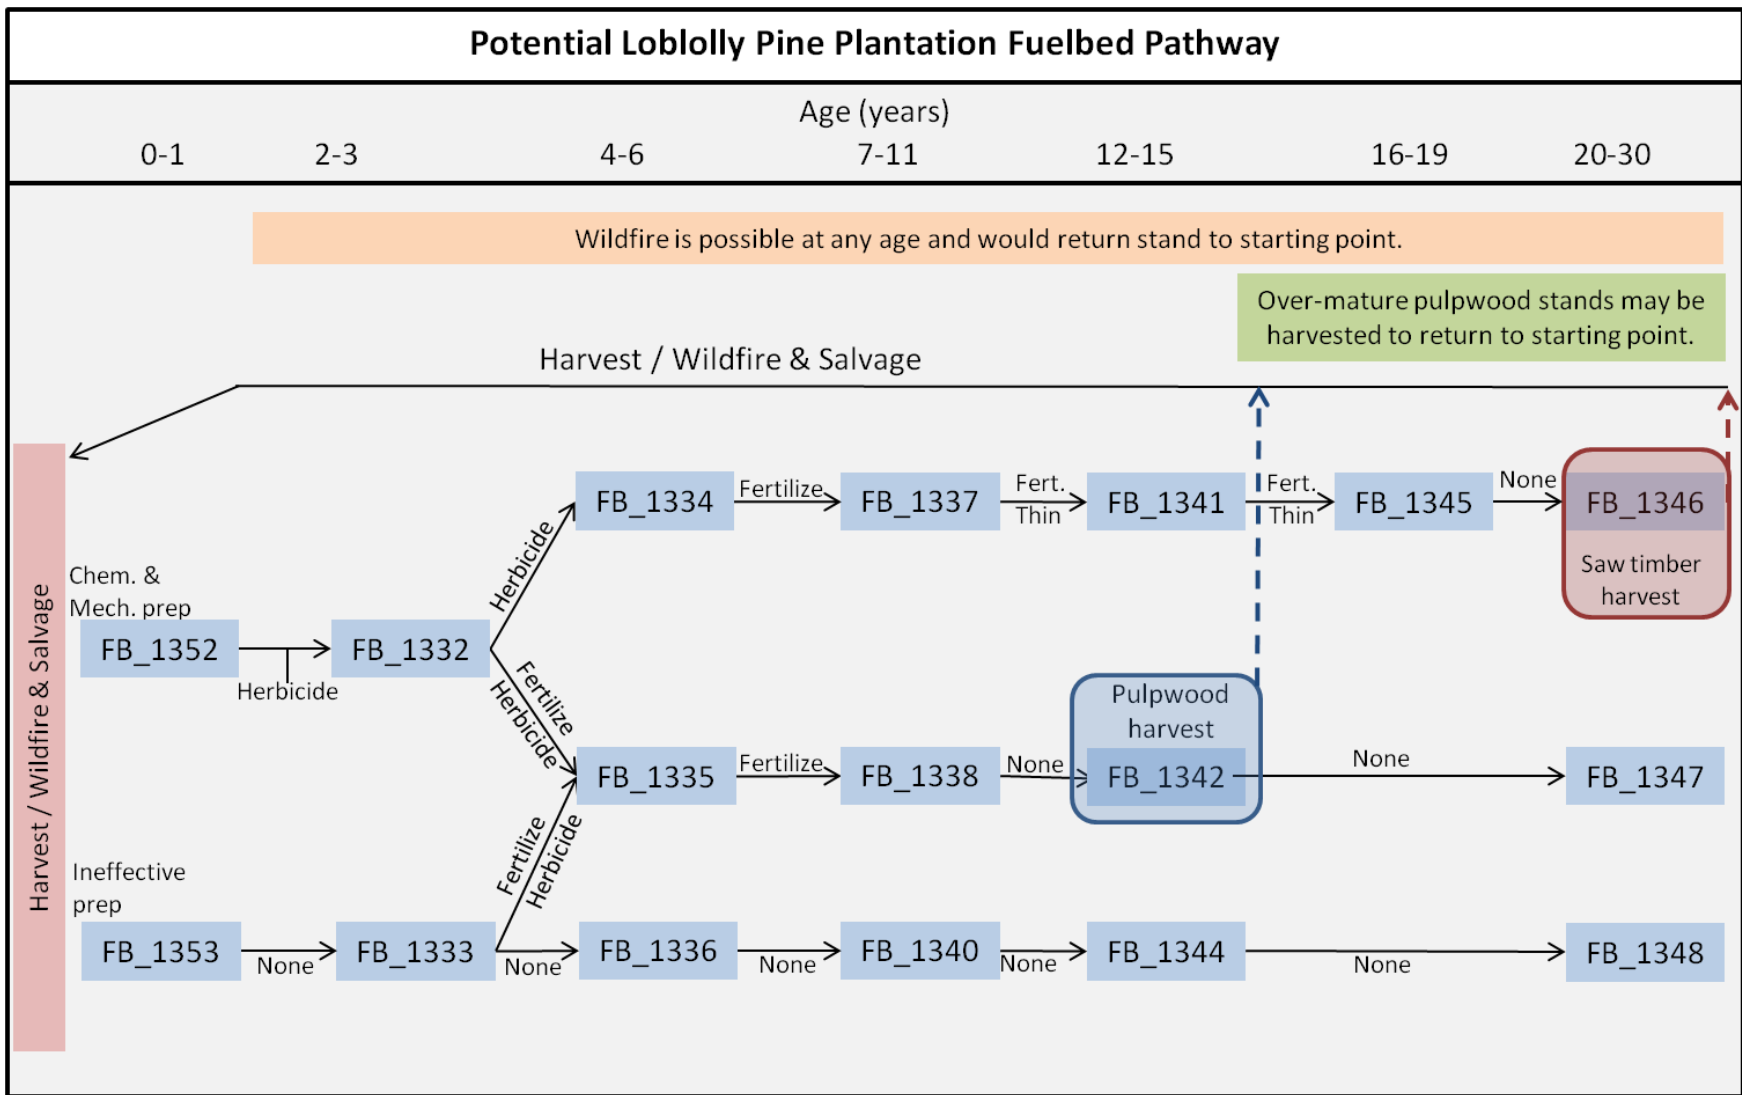 Potential Loblolly Pine Plantation Fuelbed Pathway
Age (years)
0-1 2-3 4-6 7-11 12-15 16-19 20-30
Wildfire is possible at any age and would return stand to starting point.
Over-mature pulpwood stands may be
harvested to return to starting point.
Harvest / Wildfire & Salvage
Harvest / Wildfire & Salvage
FB_1334
Fertilize
FB_1337
Fert.
Thin
FB_1341
Fert.
Thin
FB_1345
None
FB_1346
Saw timber
harvest
Herbicide
Chem. &
Mech. prep
FB_1352
Herbicide
FB_1332
Fertilize
Herbicide
Pulpwood
harvest
FB_1335
Fertilize
FB_1338
None
FB_1342
None
FB_1347
Fertilize
Herbicide
Ineffective
prep
FB_1353
None
FB_1333
None
FB_1336
None
FB_1340
None
FB_1344
None
FB_1348